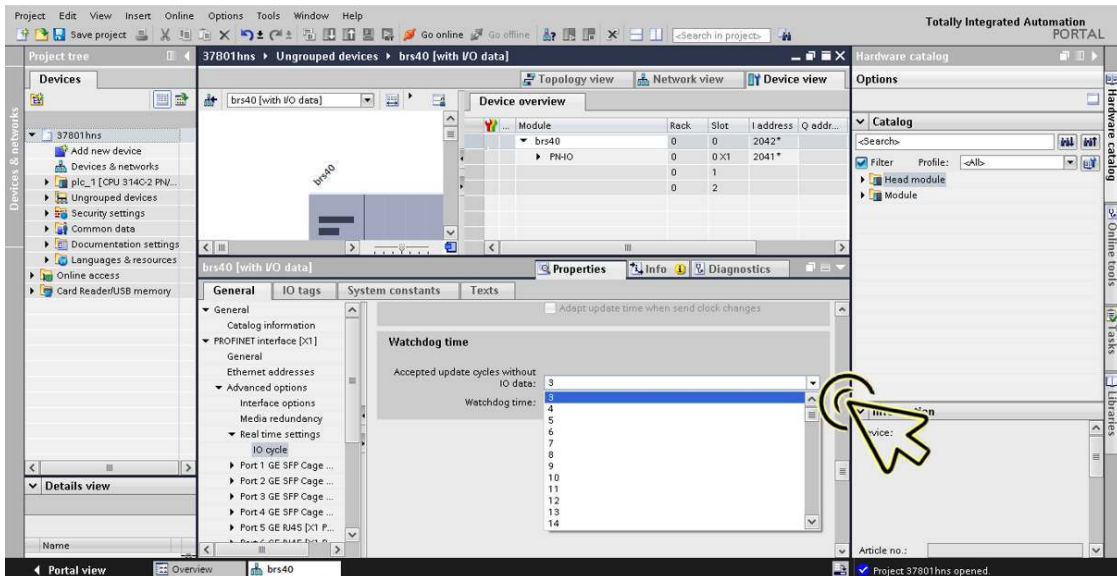 Project Edit View Insert Online Options Tools Window Help
Totally Integrated Automation
PORTAL
Save project Go online Go offline <Search in project>
Project tree
37801hns › Ungrouped devices › brs40 [with I/O data]
Hardware catalog
Devices
Topology view Network view Device view
Options
brs40 [with I/O data]
Device overview
... Module Rack Slot I address Q addr...
brs40 0 0 2042*
PN-IO 0 0 X1 2041*
0 1
0 2
brs40
37801hns
Add new device
Devices & networks
plc_1 [CPU 314C-2 PN/...
Ungrouped devices
Security settings
Common data
Documentation settings
Languages & resources
Online access
Card Reader/USB memory
Devices & networks
Catalog
<Search>
Filter Profile: <All>
Head module
Module
Hardware catalog
Online tools
Tasks
Libraries
brs40 [with I/O data]
Properties Info Diagnostics
General IO tags System constants Texts
General
Catalog information
PROFINET interface [X1]
General
Ethernet addresses
Advanced options
Interface options
Media redundancy
Real time settings
IO cycle
Port 1 GE SFP Cage ...
Port 2 GE SFP Cage ...
Port 3 GE SFP Cage ...
Port 4 GE SFP Cage ...
Port 5 GE RJ45 [X1 P...
Adapt update time when send clock changes
Watchdog time
Accepted update cycles without
IO data: 3
Watchdog time:
3
4
5
6
7
8
9
10
11
12
13
14
Details view
Name
Article no.:
Portal view Overview brs40
Project 37801hns opened.